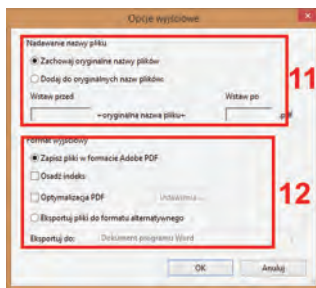 Opcje wyjściowe
Nadawanie nazwy pliku
Zachowaj oryginalne nazwy plików
Dodaj do oryginalnych nazw plików:
Wstaw przed
Wstaw po
+oryginalna nazwa pliku+
.pdf
11
Format wyjściowy
Zapisz pliki w formacie Adobe PDF
Osadź indeks
Optymalizacja PDF
Ustawienia...
Eksportuj pliki do formatu alternatywnego
Eksportuj do:
Dokument programu Word
12
OK
Anuluj